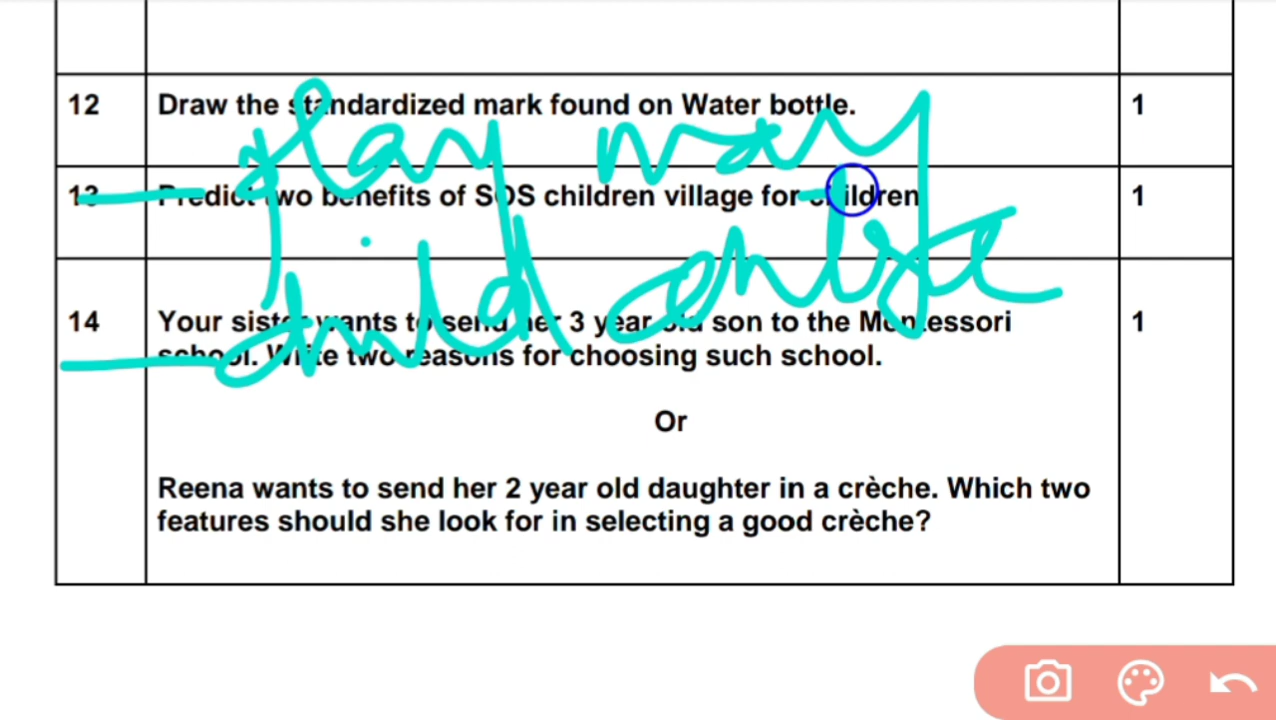 12 Draw the standardized mark found on Water bottle. 1
play way
13 Predict two benefits of SOS children village for children 1
child
14 Your sister wants to send her 3 year old son to the Montessori 1
school. Write two reasons for choosing such school.
Or
Reena wants to send her 2 year old daughter in a crèche. Which two
features should she look for in selecting a good crèche?